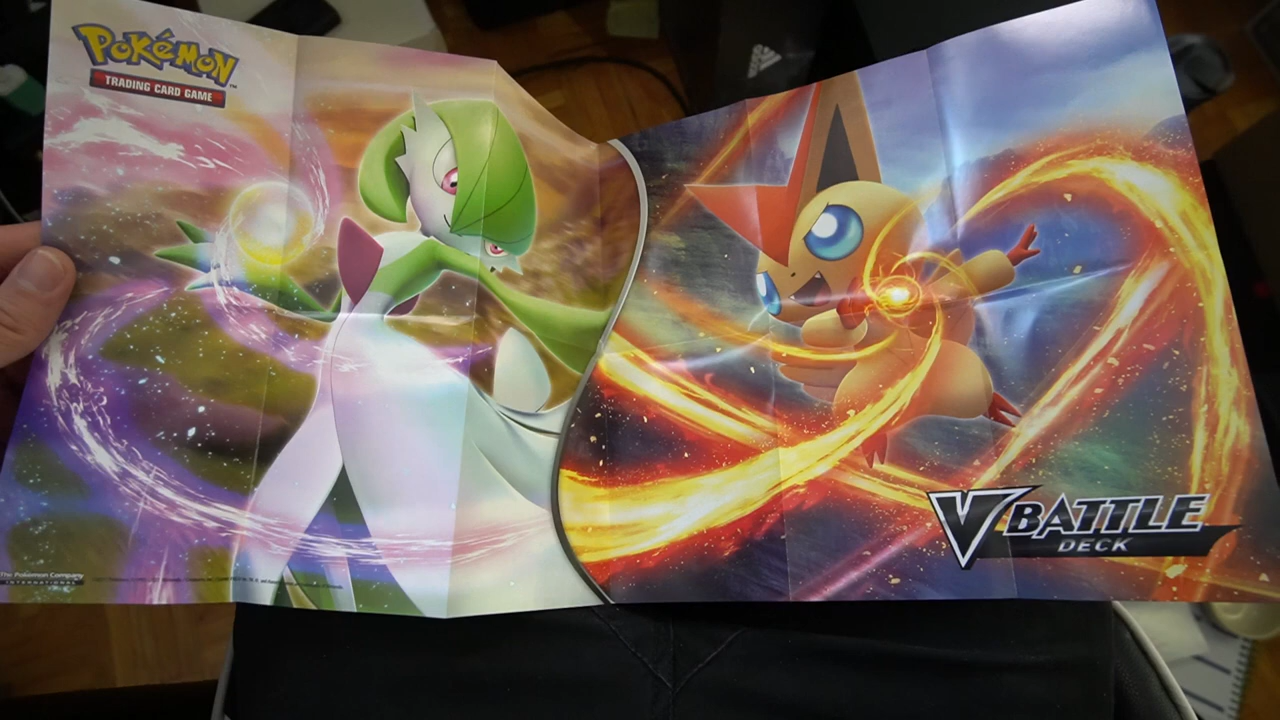 POKéMON
TRADING CARD GAME
V BATTLE
DECK
The Pokémon Company
INTERNATIONAL